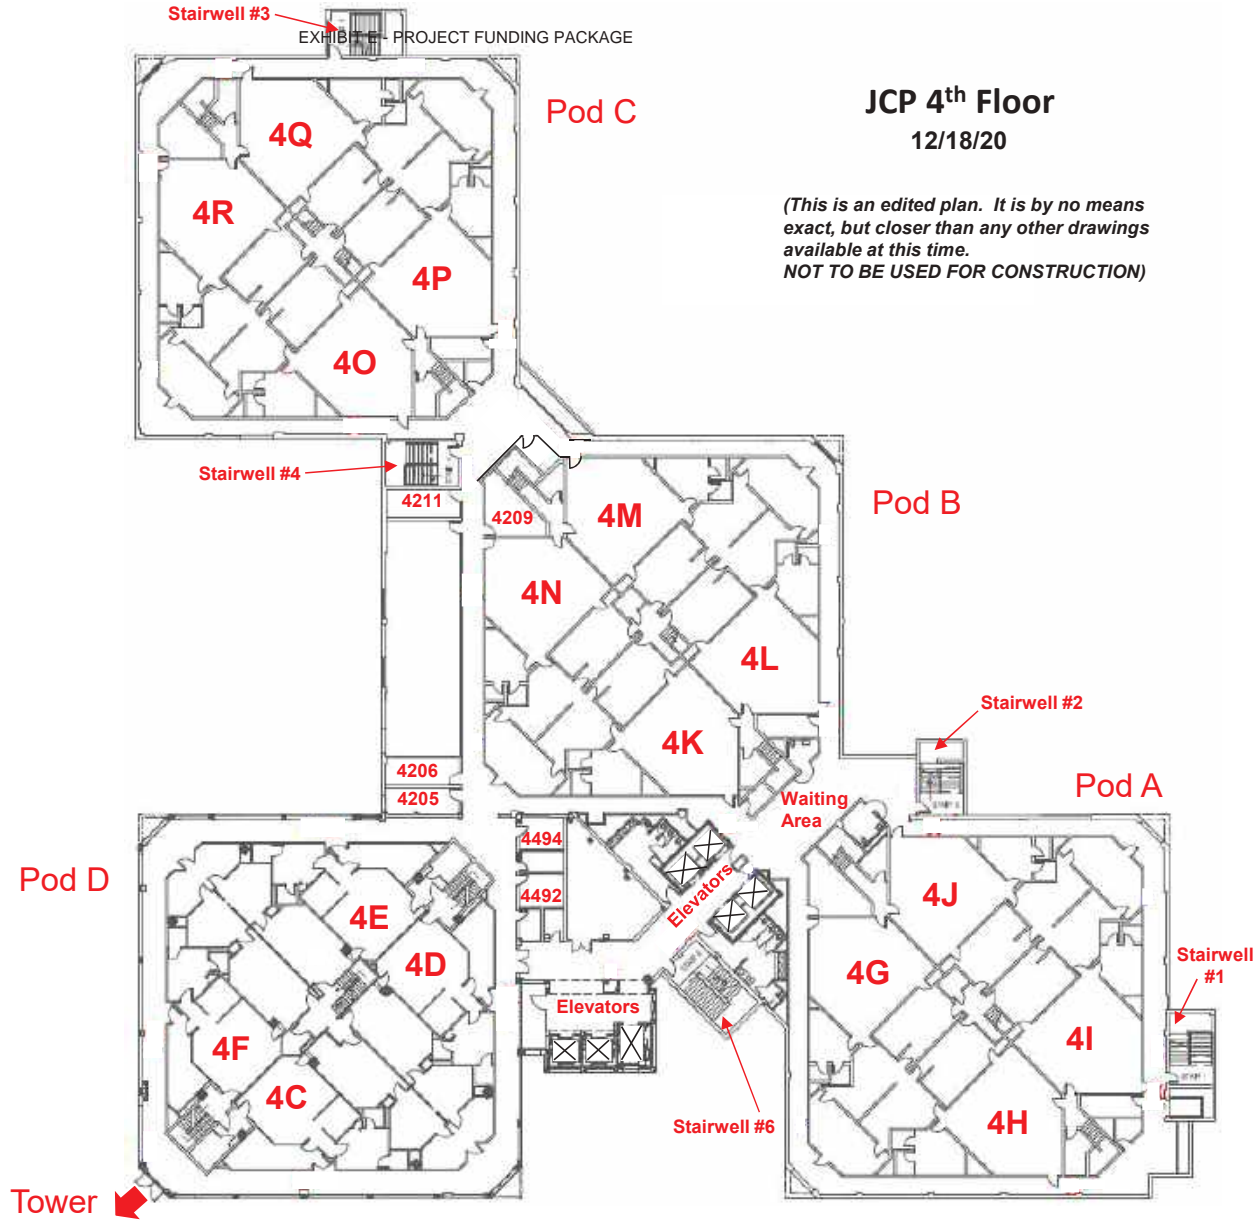 Stairwell #3
EXHIBIT E - PROJECT FUNDING PACKAGE
Pod C
JCP 4th Floor
12/18/20
(This is an edited plan. It is by no means
exact, but closer than any other drawings
available at this time.
NOT TO BE USED FOR CONSTRUCTION)
4Q
4R
4P
4O
Stairwell #4
4211
4209
4M
Pod B
4N
4L
Stairwell #2
4K
4206
4205
Waiting
Area
Pod A
4494
4492
Elevators
Pod D
4E
4D
4J
4G
Stairwell
#1
Elevators
4F
4I
4C
4H
Stairwell #6
Tower